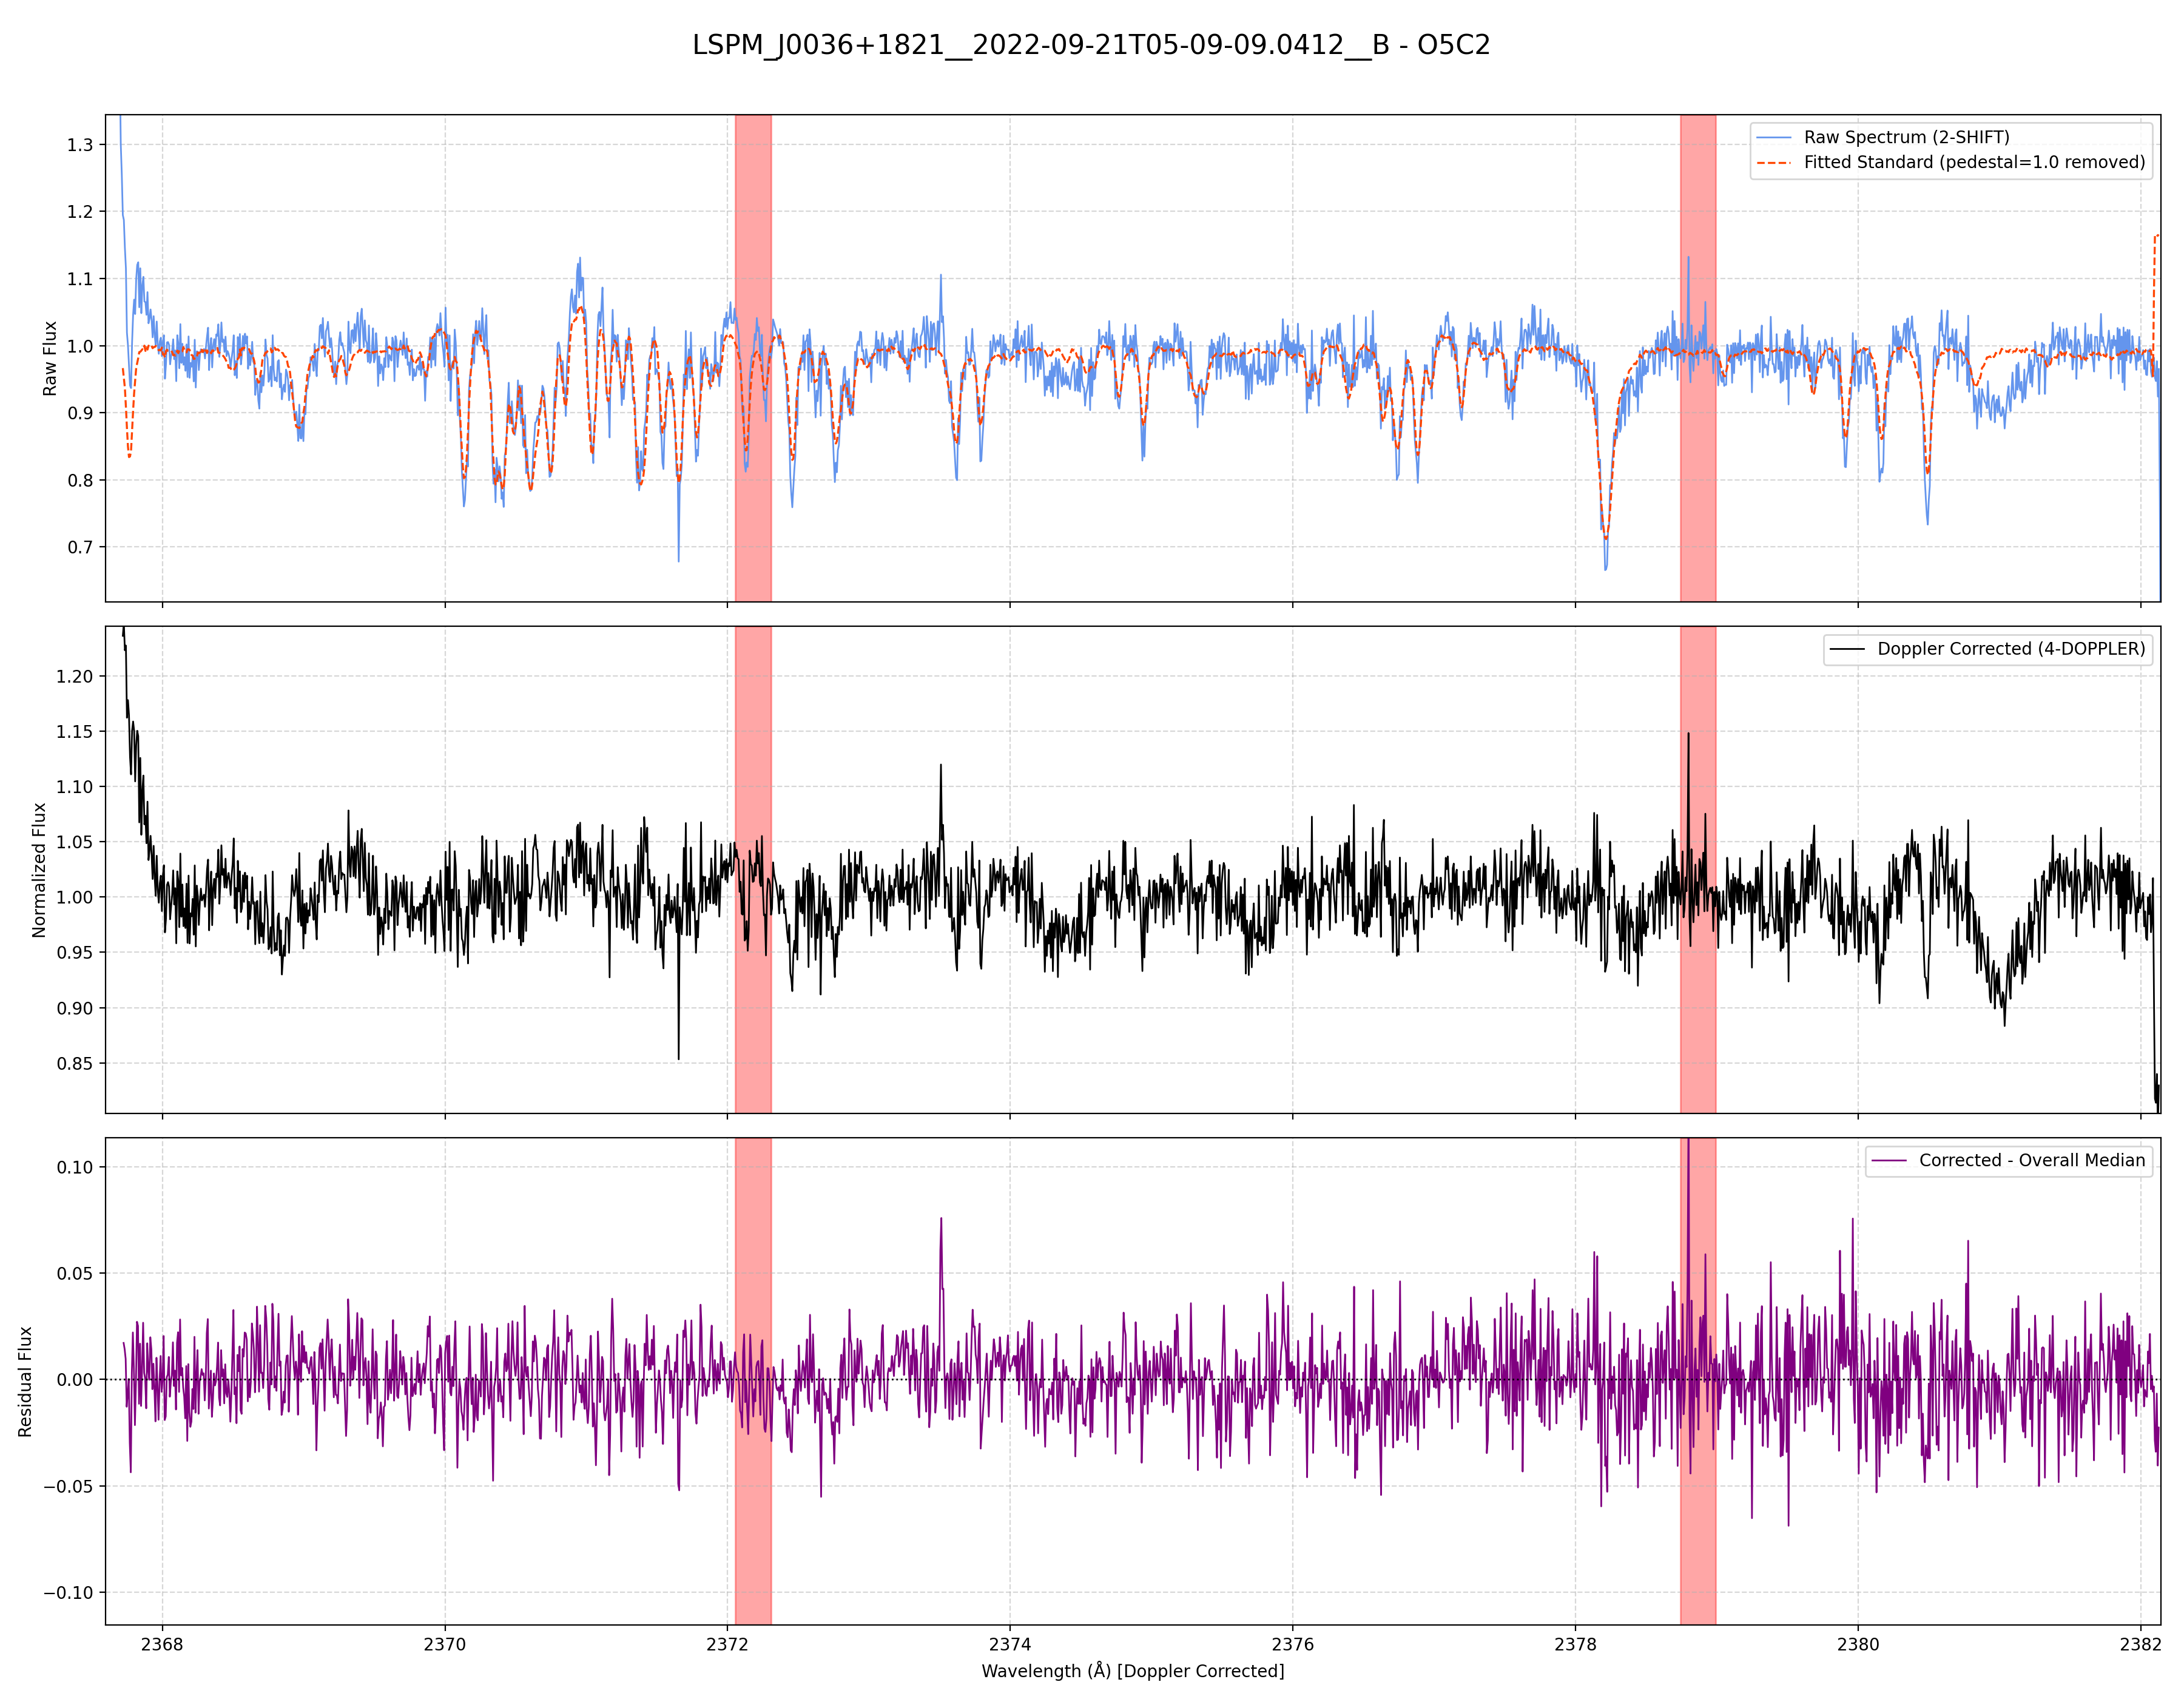 LSPM_J0036+1821__2022-09-21T05-09-09.0412__B - O5C2
Raw Flux
1.3
1.2
1.1
1.0
0.9
0.8
0.7
Raw Spectrum (2-SHIFT)
Fitted Standard (pedestal=1.0 removed)
Normalized Flux
1.20
1.15
1.10
1.05
1.00
0.95
0.90
0.85
Doppler Corrected (4-DOPPLER)
Residual Flux
0.10
0.05
0.00
−0.05
−0.10
Corrected - Overall Median
2368 2370 2372 2374 2376 2378 2380 2382
Wavelength (Å) [Doppler Corrected]